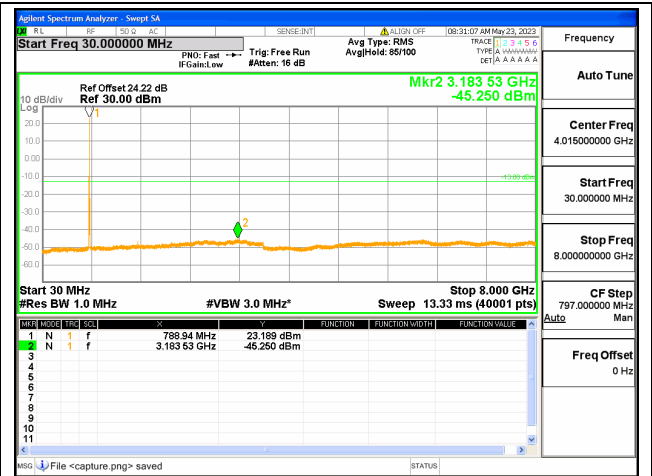 Agilent Spectrum Analyzer - Swept SA
RL RF 50 Ω AC SENSE:INT ALIGN OFF 08:31:07 AM May 23, 2023
Start Freq 30.000000 MHz
PNO: Fast
IFGain:Low
Trig: Free Run
#Atten: 16 dB
Avg Type: RMS
Avg|Hold: 85/100
TRACE 1 2 3 4 5 6
TYPE A WWWWW
DET A A A A A A
Frequency
Auto Tune
Center Freq
4.015000000 GHz
Start Freq
30.000000 MHz
Stop Freq
8.000000000 GHz
CF Step
797.000000 MHz
Auto Man
Freq Offset
0 Hz
Mkr2 3.183 53 GHz
-45.250 dBm
Ref Offset 24.22 dB
10 dB/div Ref 30.00 dBm
Log
20.0
10.0
0.00
-10.0
-20.0
-30.0
-40.0
-50.0
-60.0
1
2
-13.00 dBm
Start 30 MHz Stop 8.000 GHz
#Res BW 1.0 MHz #VBW 3.0 MHz* Sweep 13.33 ms (40001 pts)
MKR MODE TRC SCL X Y FUNCTION FUNCTION WIDTH FUNCTION VALUE
1 N 1 f 788.94 MHz 23.189 dBm
2 N 1 f 3.183 53 GHz -45.250 dBm
3
4
5
6
7
8
9
10
11
MSG File <capture.png> saved STATUS